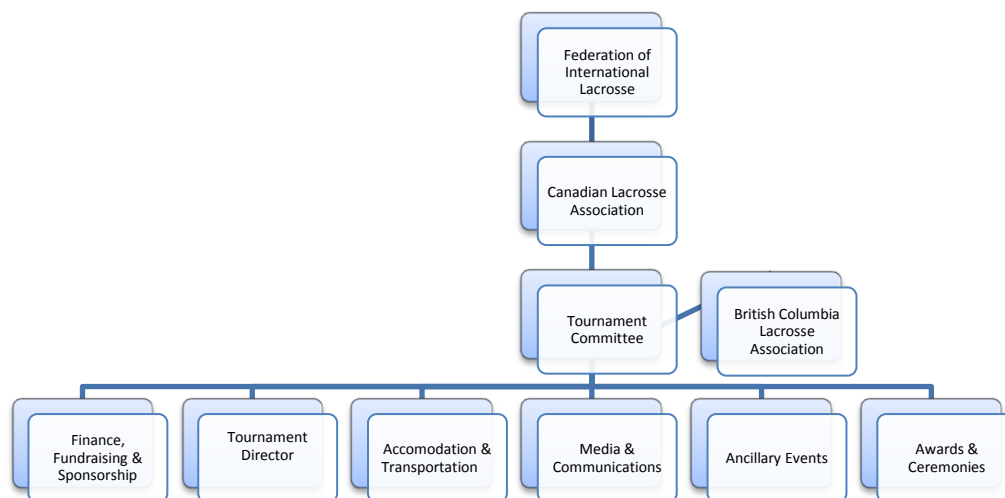 Federation of
International
Lacrosse
Canadian Lacrosse
Association
Tournament
Committee
British Columbia
Lacrosse
Association
Finance,
Fundraising &
Sponsorship
Tournament
Director
Accomodation &
Transportation
Media &
Communications
Ancillary Events
Awards &
Ceremonies